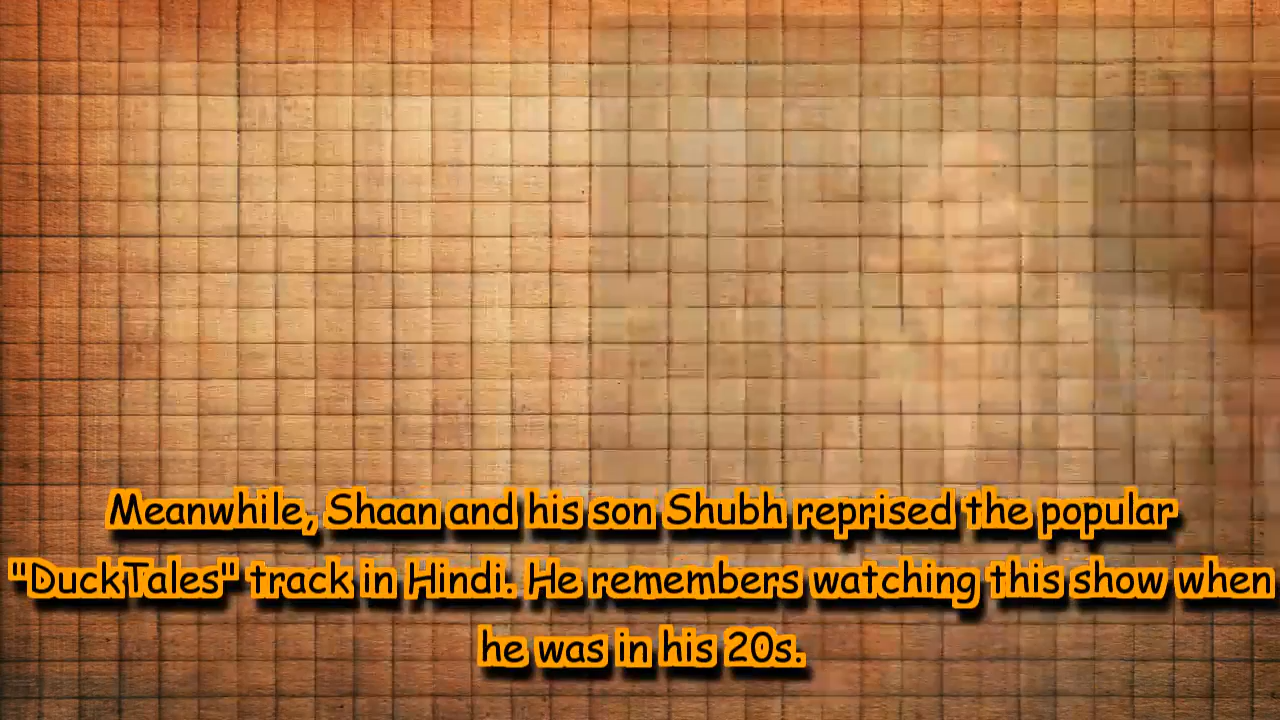 Meanwhile, Shaan and his son Shubh reprised the popular
"DuckTales" track in Hindi. He remembers watching this show when
he was in his 20s.